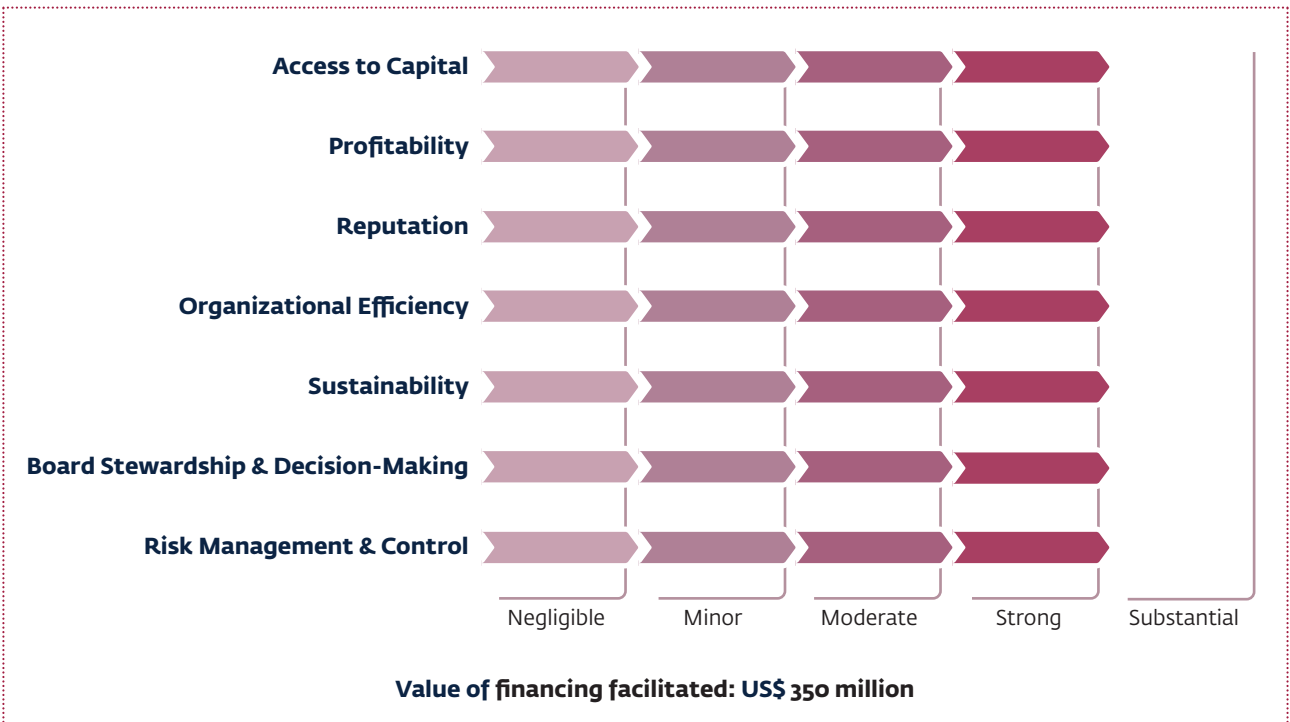 Access to Capital
Profitability
Reputation
Organizational Efficiency
Sustainability
Board Stewardship & Decision-Making
Risk Management & Control
Negligible Minor Moderate Strong Substantial
Value of financing facilitated: US$ 350 million